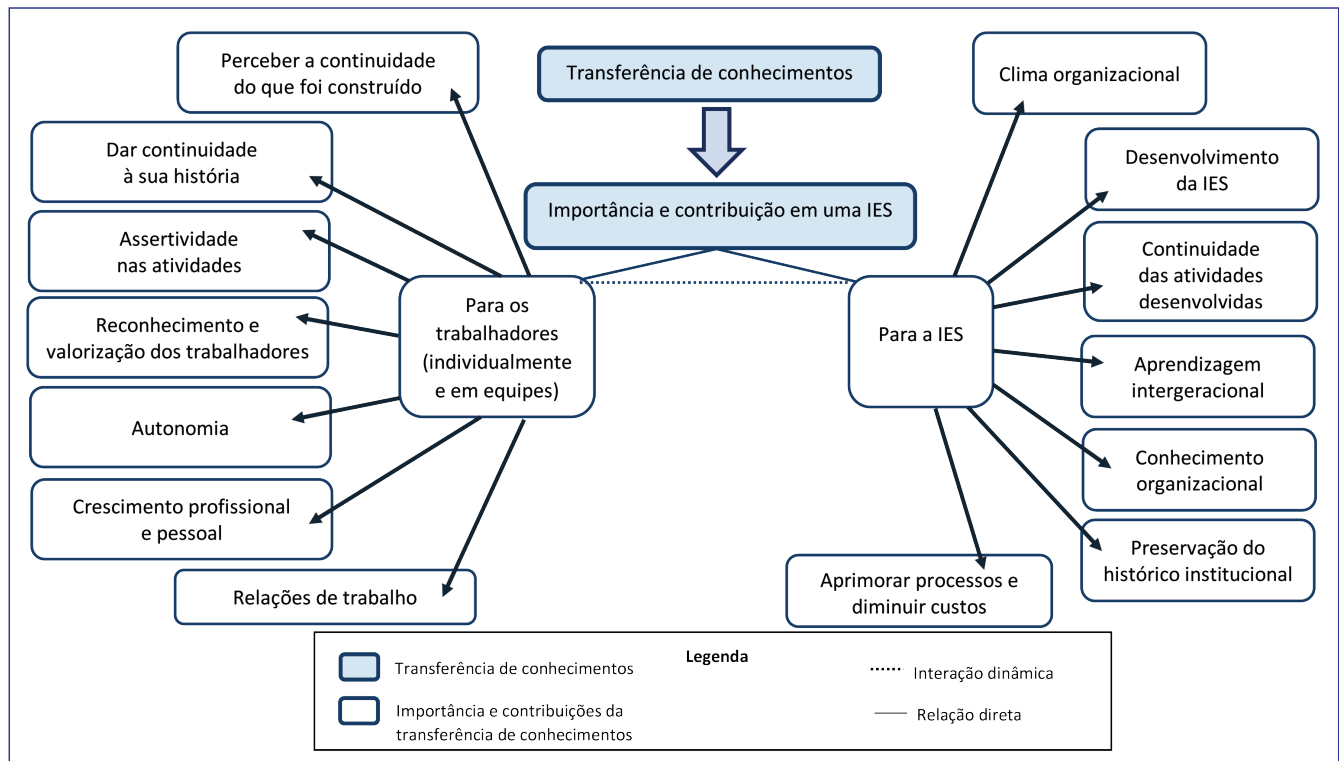 Transferência de conhecimentos
Importância e contribuição em uma IES
Perceber a continuidade
do que foi construído
Dar continuidade
à sua história
Assertividade
nas atividades
Reconhecimento e
valorização dos trabalhadores
Autonomia
Crescimento profissional
e pessoal
Relações de trabalho
Para os
trabalhadores
(individualmente
e em equipes)
Para a IES
Clima organizacional
Desenvolvimento
da IES
Continuidade
das atividades
desenvolvidas
Aprendizagem
intergeracional
Conhecimento
organizacional
Preservação do
histórico institucional
Aprimorar processos e
diminuir custos
Legenda
Transferência de conhecimentos
Importância e contribuições da
transferência de conhecimentos
Interação dinâmica
Relação direta